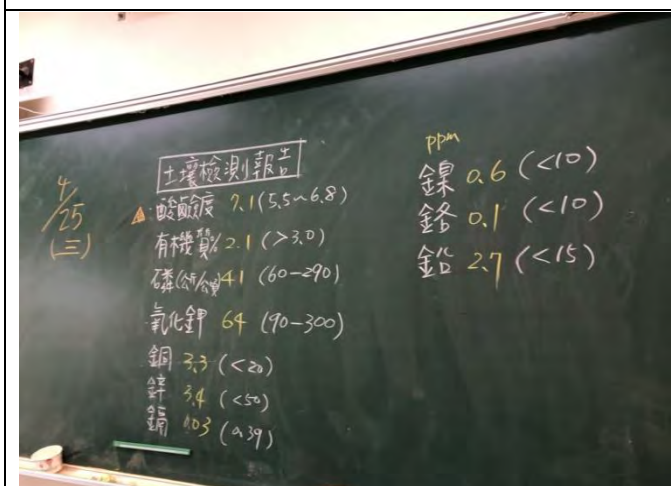 4/25
(三)
土壤檢測報告
酸鹼度 7.1 (5.5~6.8)
有機質% 2.1 (>3.0)
磷(公斤/公頃) 41 (60-290)
氧化鉀 64 (90-300)
銅 3.3 (<20)
鋅 3.4 (<50)
鎘 0.03 (0.39)
ppm
鎳 0.6 (<10)
鉻 0.1 (<10)
鉛 2.7 (<15)